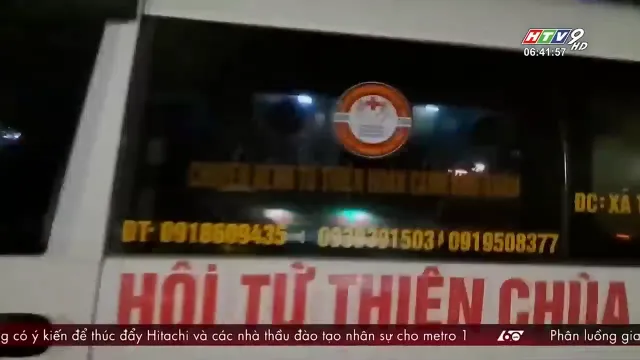 HTV9 HD
06:41:57
ĐC: XÃ
ĐT: 0918609435 - 0939391503 / 0919508377
HỘI TỪ THIỆN CHÙA
g có ý kiến để thúc đẩy Hitachi và các nhà thầu đào tạo nhân sự cho metro 1
Phân luồng gia